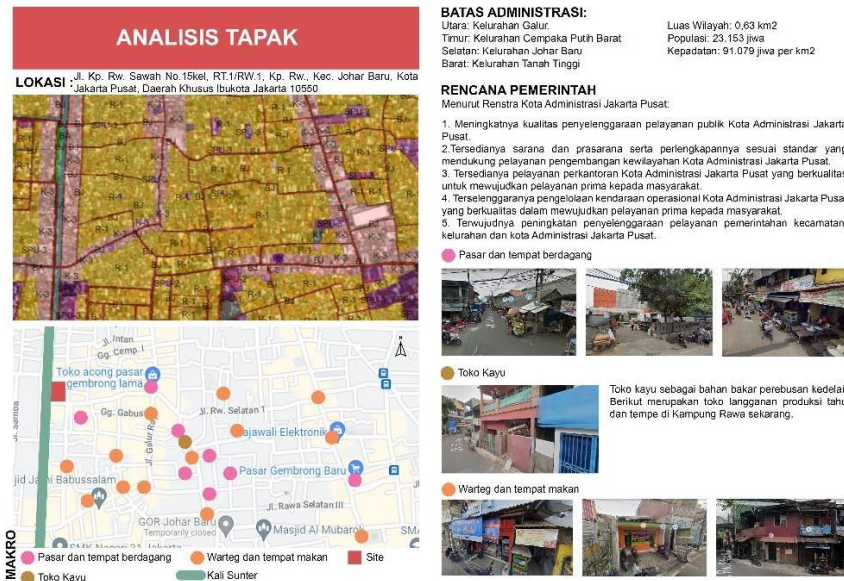 ANALISIS TAPAK
LOKASI : Jl. Kp. Rw. Sawah No.15kel, RT.1/RW.1, Kp. Rw., Kec. Johar Baru, Kota
Jakarta Pusat, Daerah Khusus Ibukota Jakarta 10550
Jl. Intan
Gg. Cemp. I
Toko acong pasar
gembrong lama
Gg. Gabus
Jl. Rw. Selatan 1
Jl. Galur Ra
ajawali Elektronik
Pasar Gembrong Baru
jid Jami Babussalam
Jl. Rawa Selatan III
GOR Johar Baru
Temporarily closed
Masjid Al Mubarok
SMA
SMK Negeri 31 Jakarta
MAKRO
Pasar dan tempat berdagang
Warteg dan tempat makan
Site
Toko Kayu
Kali Sunter
BATAS ADMINISTRASI:
Utara: Kelurahan Galur.
Timur: Kelurahan Cempaka Putih Barat
Selatan: Kelurahan Johar Baru
Barat: Kelurahan Tanah Tinggi
Luas Wilayah: 0,63 km2
Populasi: 23.153 jiwa
Kepadatan: 91.079 jiwa per km2
RENCANA PEMERINTAH
Menurut Renstra Kota Administrasi Jakarta Pusat:
1. Meningkatnya kualitas penyelenggaraan pelayanan publik Kota Administrasi Jakarta
Pusat.
2.Tersedianya sarana dan prasarana serta perlengkapannya sesuai standar yang
mendukung pelayanan pengembangan kewilayahan Kota Administrasi Jakarta Pusat.
3. Tersedianya pelayanan perkantoran Kota Administrasi Jakarta Pusat yang berkualitas
untuk mewujudkan pelayanan prima kepada masyarakat.
4. Terselenggaranya pengelolaan kendaraan operasional Kota Administrasi Jakarta Pusat
yang berkualitas dalam mewujudkan pelayanan prima kepada masyarakat.
5. Terwujudnya peningkatan penyelenggaraan pelayanan pemerintahan kecamatan,
kelurahan dan kota Administrasi Jakarta Pusat.
Pasar dan tempat berdagang
Toko Kayu
Toko kayu sebagai bahan bakar perebusan kedelai.
Berikut merupakan toko langganan produksi tahu
dan tempe di Kampung Rawa sekarang.
Warteg dan tempat makan